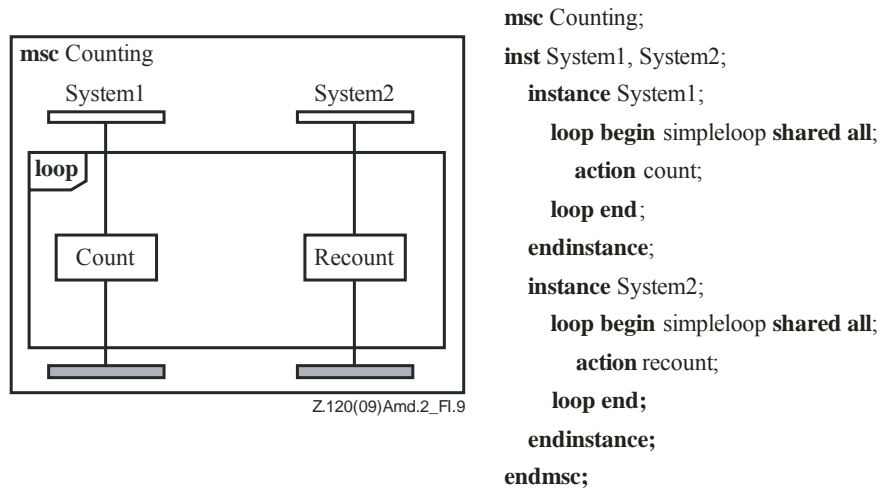 msc Counting
System1 System2
loop
Count Recount
Z.120(09)Amd.2_FI.9
msc Counting;
inst System1, System2;
instance System1;
loop begin simpleloop shared all;
action count;
loop end;
endinstance;
instance System2;
loop begin simpleloop shared all;
action recount;
loop end;
endinstance;
endmsc;